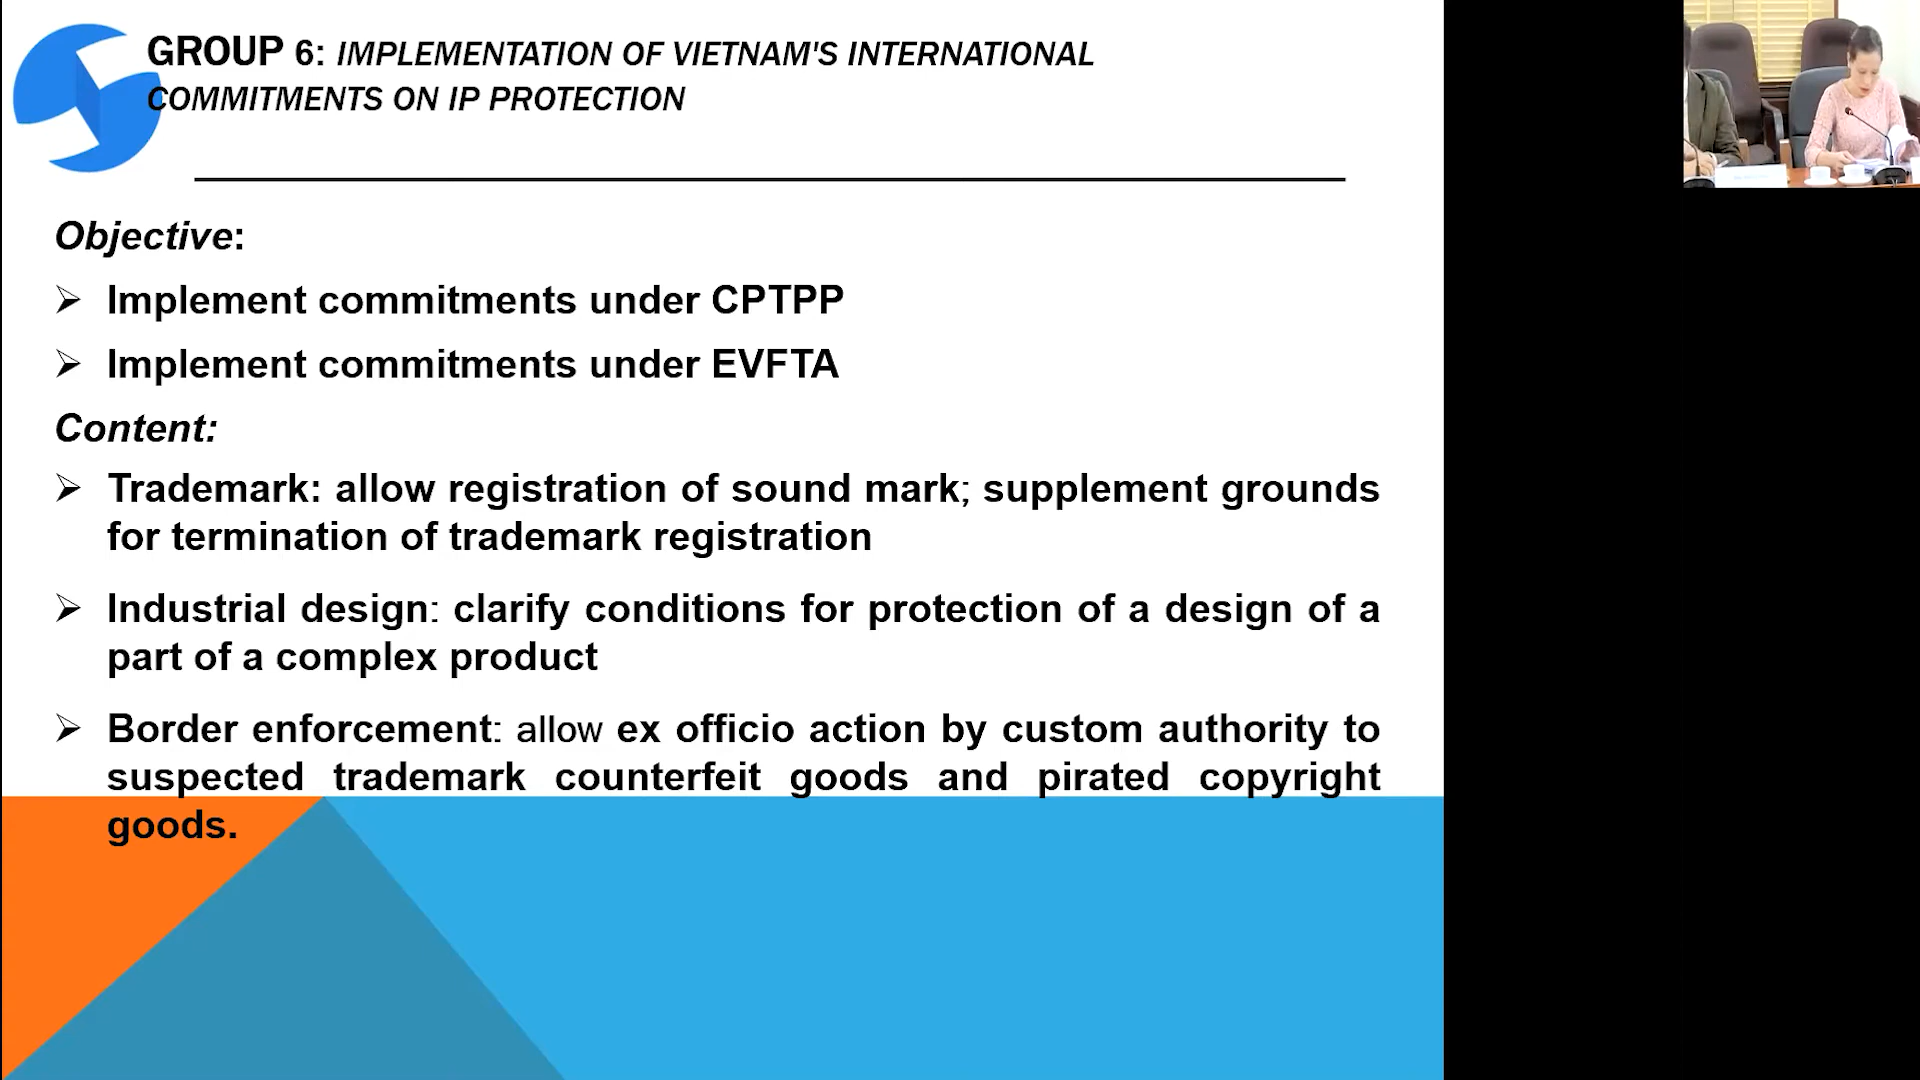 GROUP 6: IMPLEMENTATION OF VIETNAM'S INTERNATIONAL
COMMITMENTS ON IP PROTECTION
Objective:
➢ Implement commitments under CPTPP
➢ Implement commitments under EVFTA
Content:
➢ Trademark: allow registration of sound mark; supplement grounds
for termination of trademark registration
➢ Industrial design: clarify conditions for protection of a design of a
part of a complex product
➢ Border enforcement: allow ex officio action by custom authority to
suspected trademark counterfeit goods and pirated copyright
goods.